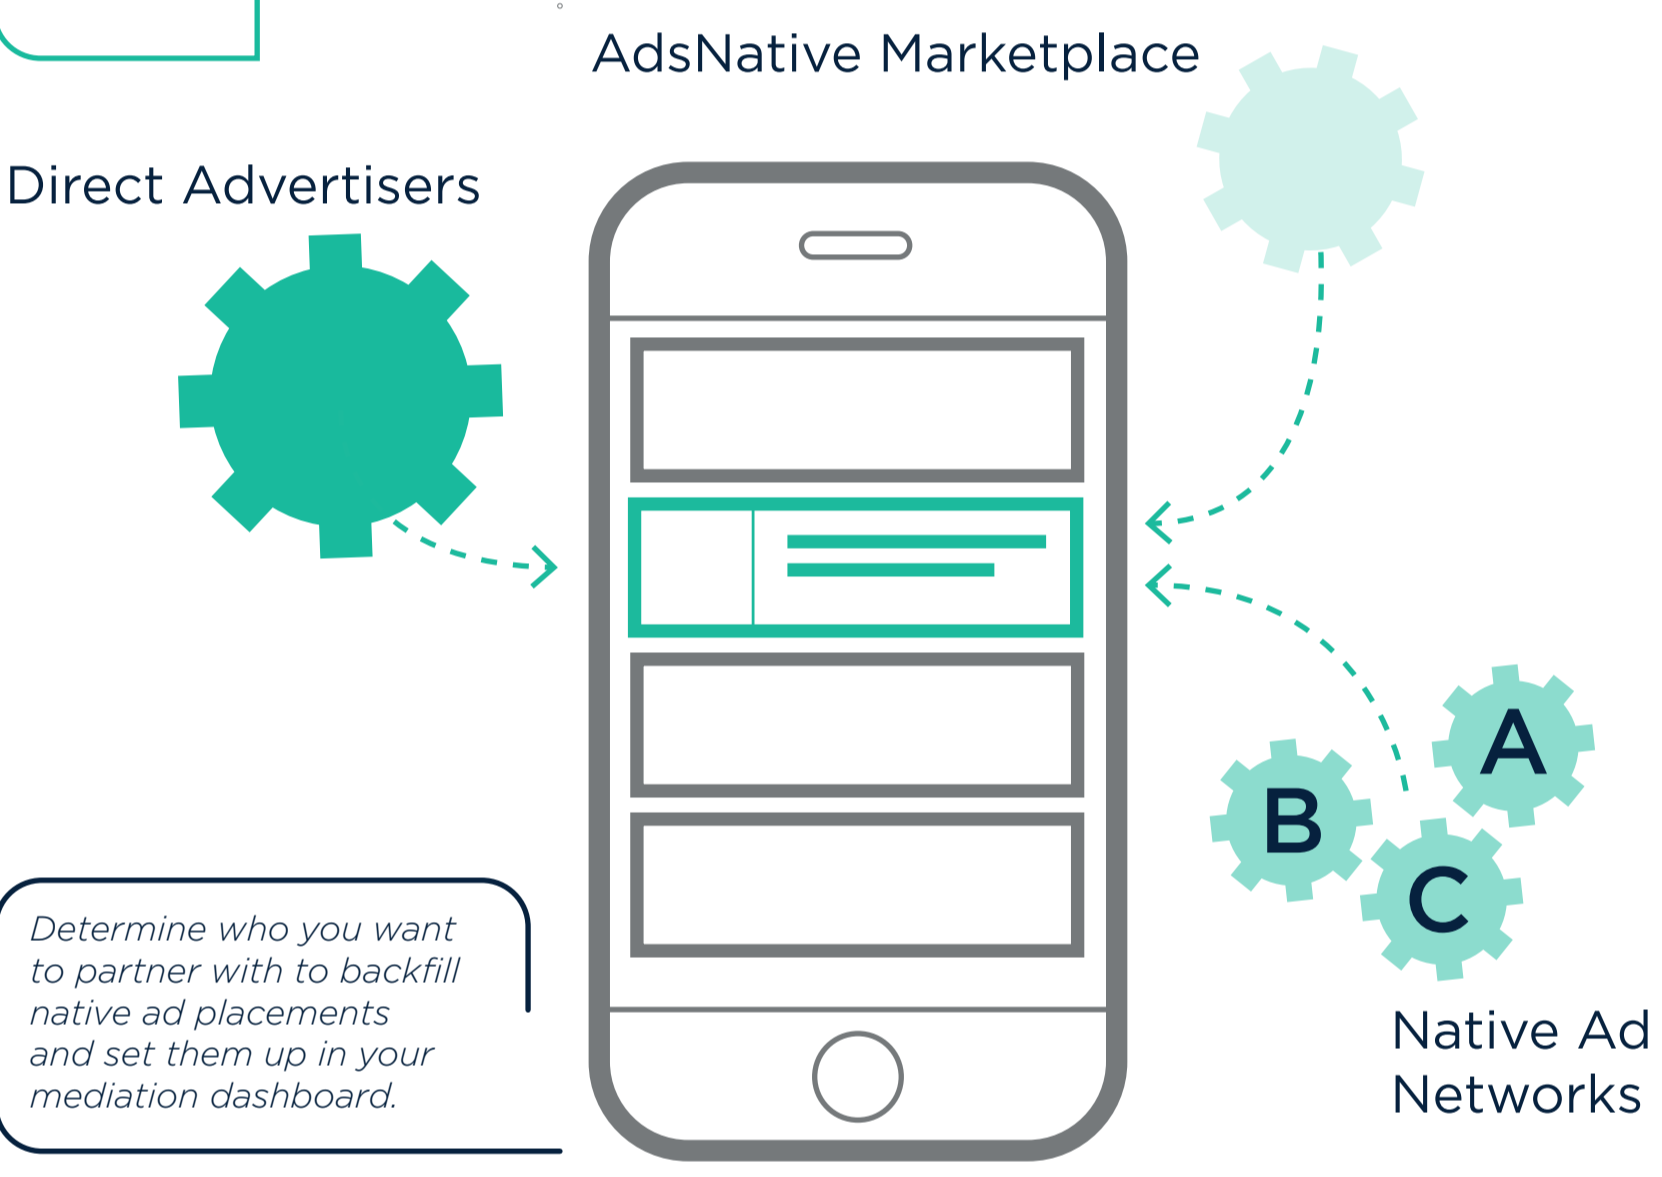 AdsNative Marketplace
Direct Advertisers
A
B
C
Determine who you want
to partner with to backfill
native ad placements
and set them up in your
mediation dashboard.
Native Ad
Networks